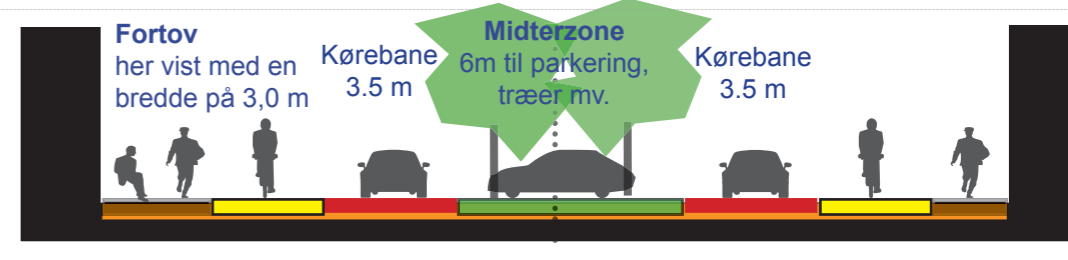 Fortov
her vist med en
bredde på 3,0 m
Kørebane
3.5 m
Midterzone
6m til parkering,
træer mv.
Kørebane
3.5 m